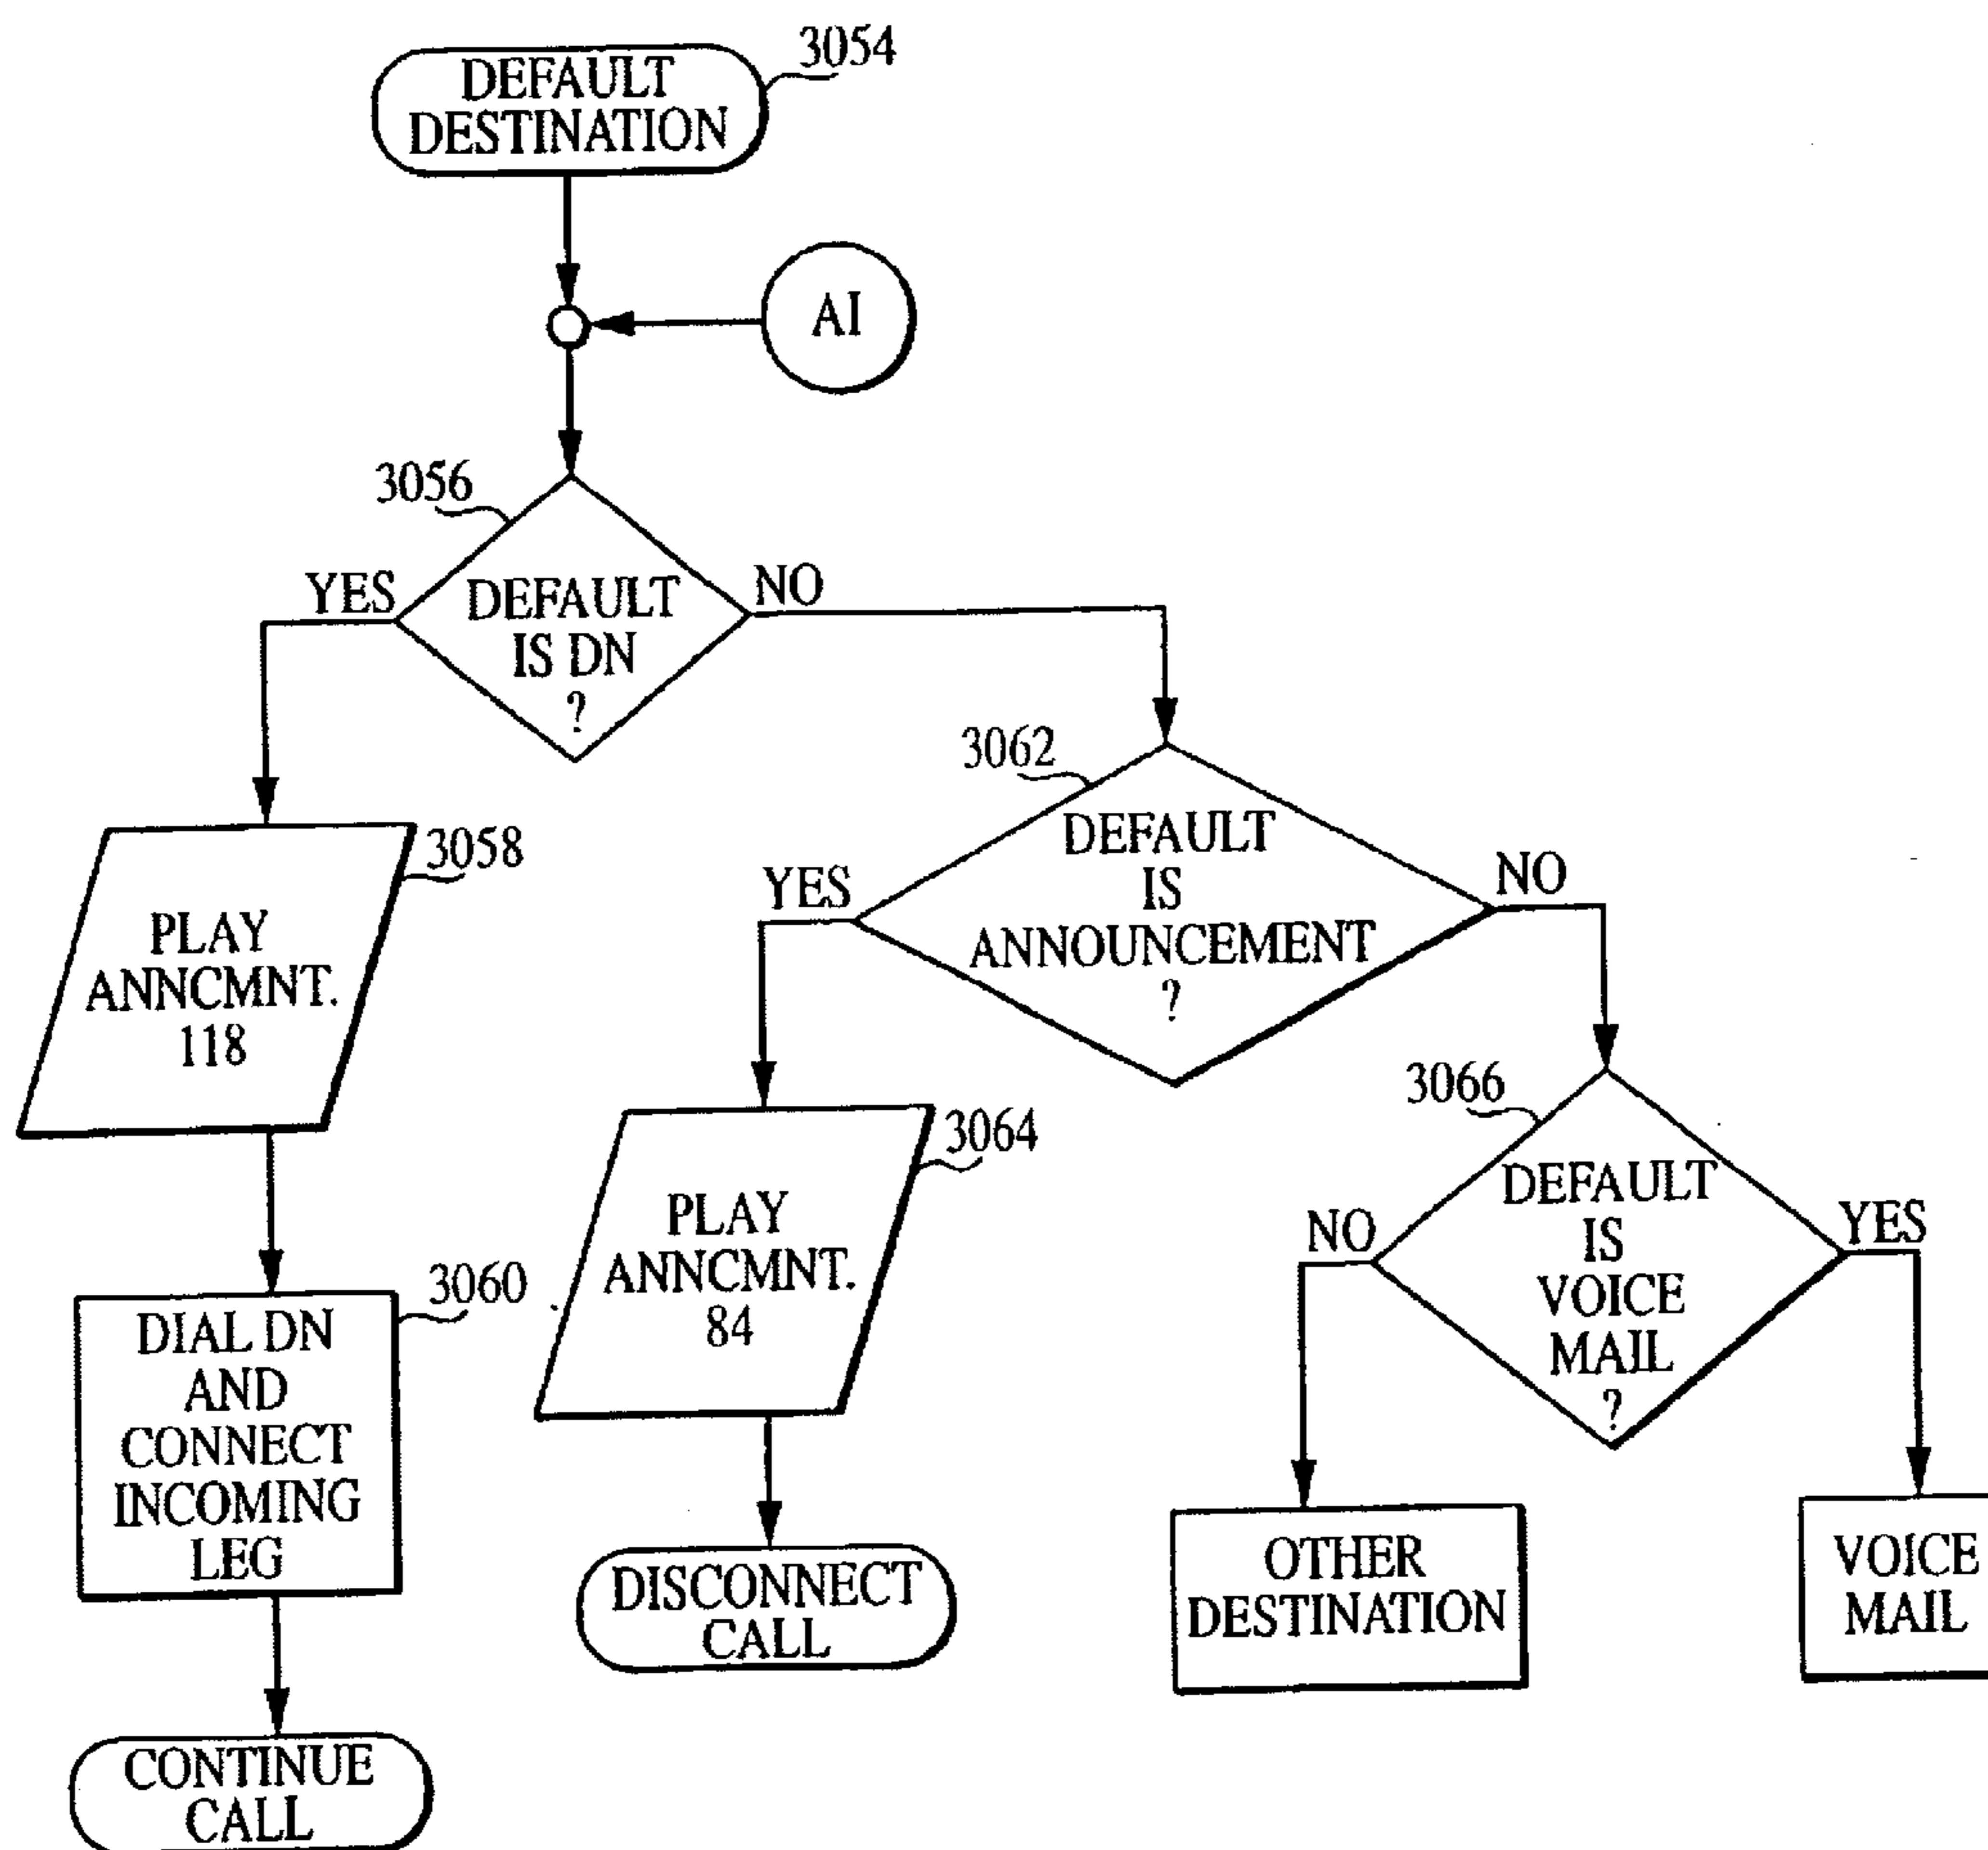 3054
DEFAULT
DESTINATION
AI
3056
YES
NO
DEFAULT
IS DN
?
3062
DEFAULT
IS
ANNOUNCEMENT
?
YES
NO
3058
PLAY
ANNCMNT.
118
3066
DEFAULT
IS
VOICE
MAIL
?
NO
YES
3064
PLAY
ANNCMNT.
84
3060
DIAL DN
AND
CONNECT
INCOMING
LEG
DISCONNECT
CALL
OTHER
DESTINATION
VOICE
MAIL
CONTINUE
CALL